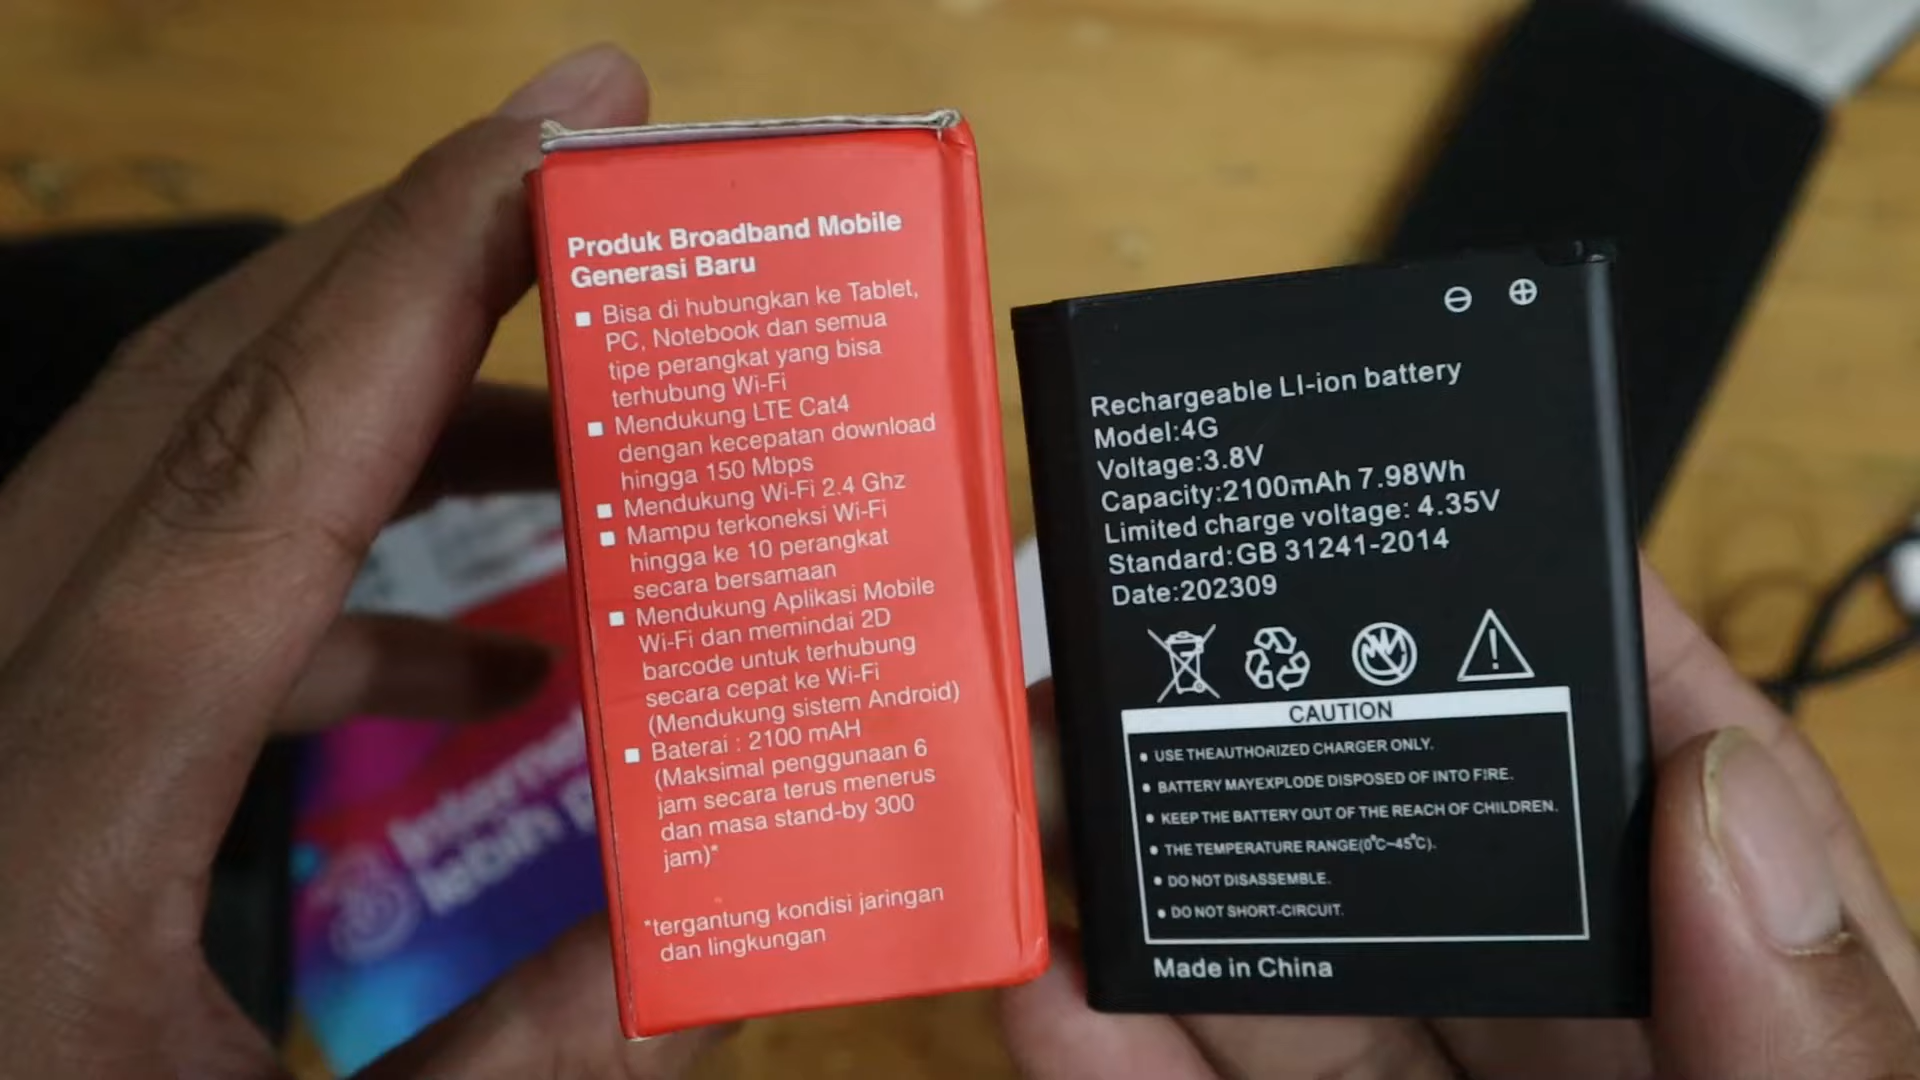 Produk Broadband Mobile
Generasi Baru
Bisa di hubungkan ke Tablet,
PC, Notebook dan semua
tipe perangkat yang bisa
terhubung Wi-Fi
Mendukung LTE Cat4
dengan kecepatan download
hingga 150 Mbps
Mendukung Wi-Fi 2.4 Ghz
Mampu terkoneksi Wi-Fi
hingga ke 10 perangkat
secara bersamaan
Mendukung Aplikasi Mobile
Wi-Fi dan memindai 2D
barcode untuk terhubung
secara cepat ke Wi-Fi
(Mendukung sistem Android)
Baterai : 2100 mAH
(Maksimal penggunaan 6
jam secara terus menerus
dan masa stand-by 300
jam)*
*tergantung kondisi jaringan
dan lingkungan
Rechargeable LI-ion battery
Model:4G
Voltage:3.8V
Capacity:2100mAh 7.98Wh
Limited charge voltage: 4.35V
Standard:GB 31241-2014
Date:202309
CAUTION
• USE THEAUTHORIZED CHARGER ONLY.
• BATTERY MAYEXPLODE DISPOSED OF INTO FIRE.
• KEEP THE BATTERY OUT OF THE REACH OF CHILDREN.
• THE TEMPERATURE RANGE(0°C~45°C).
• DO NOT DISASSEMBLE.
• DO NOT SHORT-CIRCUIT.
Made in China
lebih